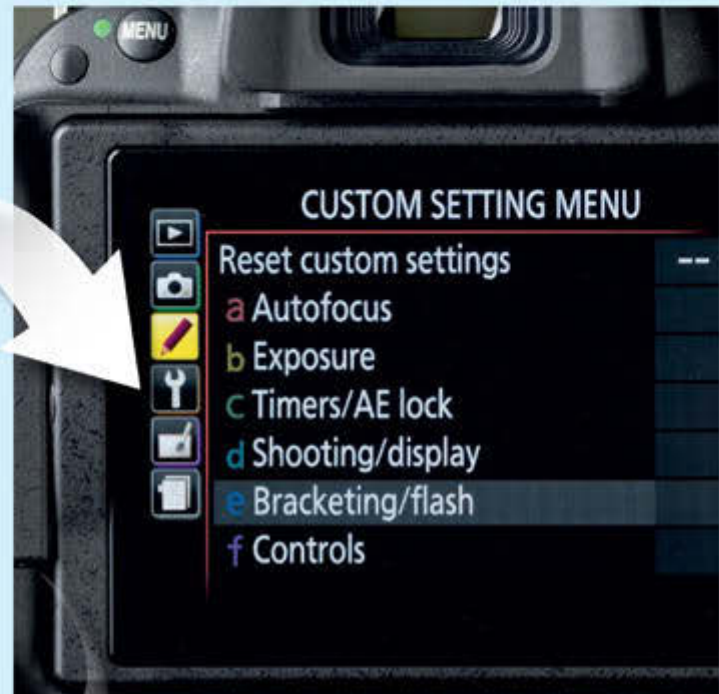 MENU
CUSTOM SETTING MENU
Reset custom settings --
a Autofocus
b Exposure
c Timers/AE lock
d Shooting/display
e Bracketing/flash
f Controls